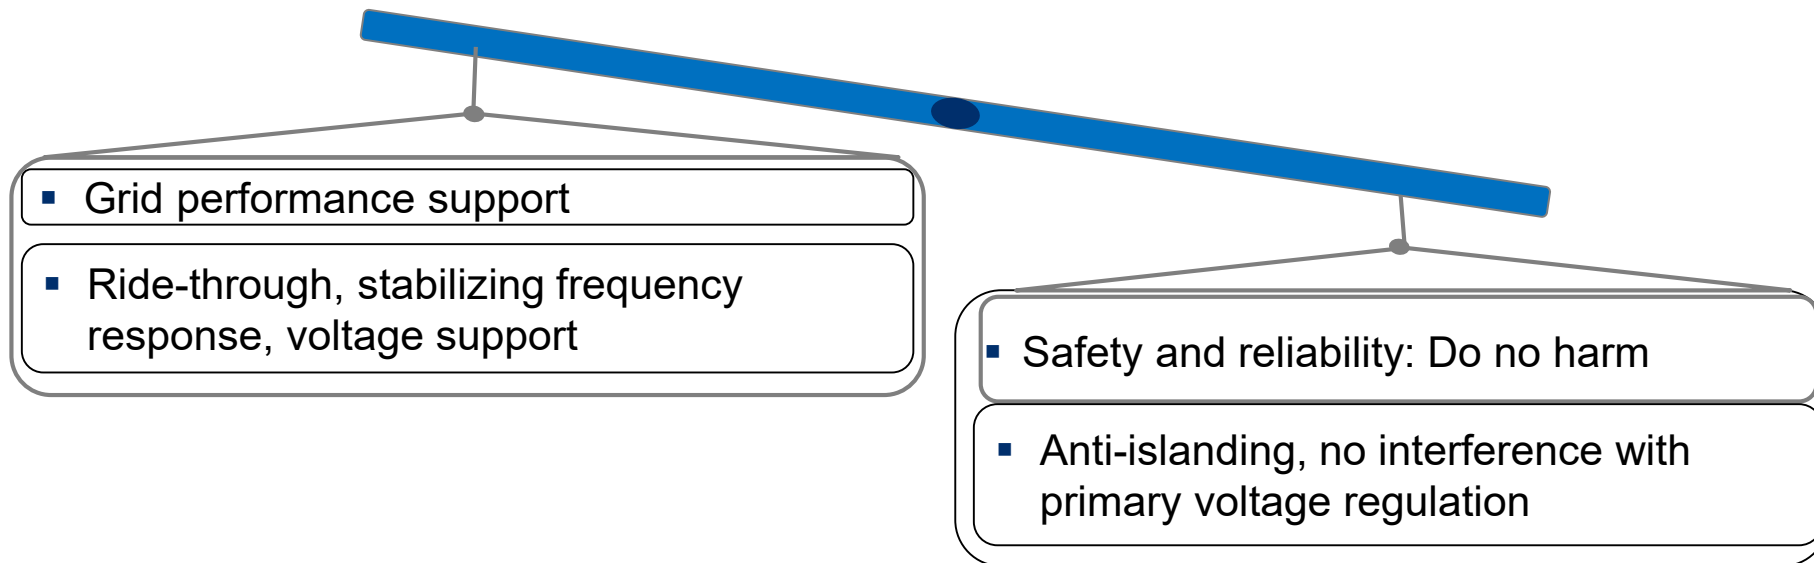 ▪ Grid performance support
▪ Ride-through, stabilizing frequency
response, voltage support
▪ Safety and reliability: Do no harm
▪ Anti-islanding, no interference with
primary voltage regulation